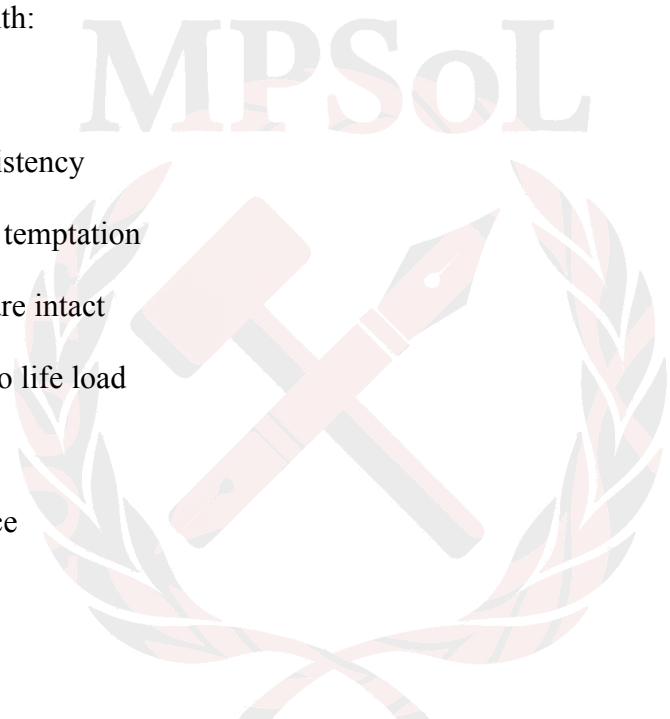 MPSoL
th:
istency
temptation
re intact
o life load
ce